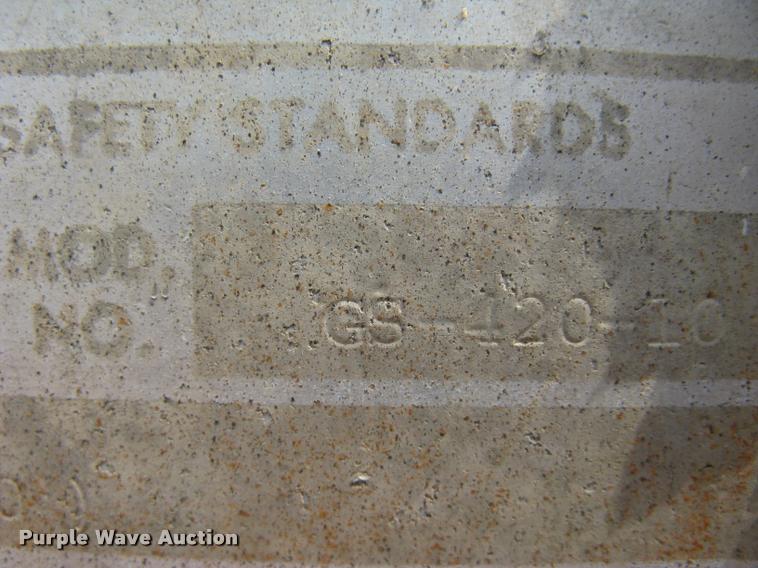 SAFETY STANDARDS
MOD.
NO. GS-420-10
Purple Wave Auction